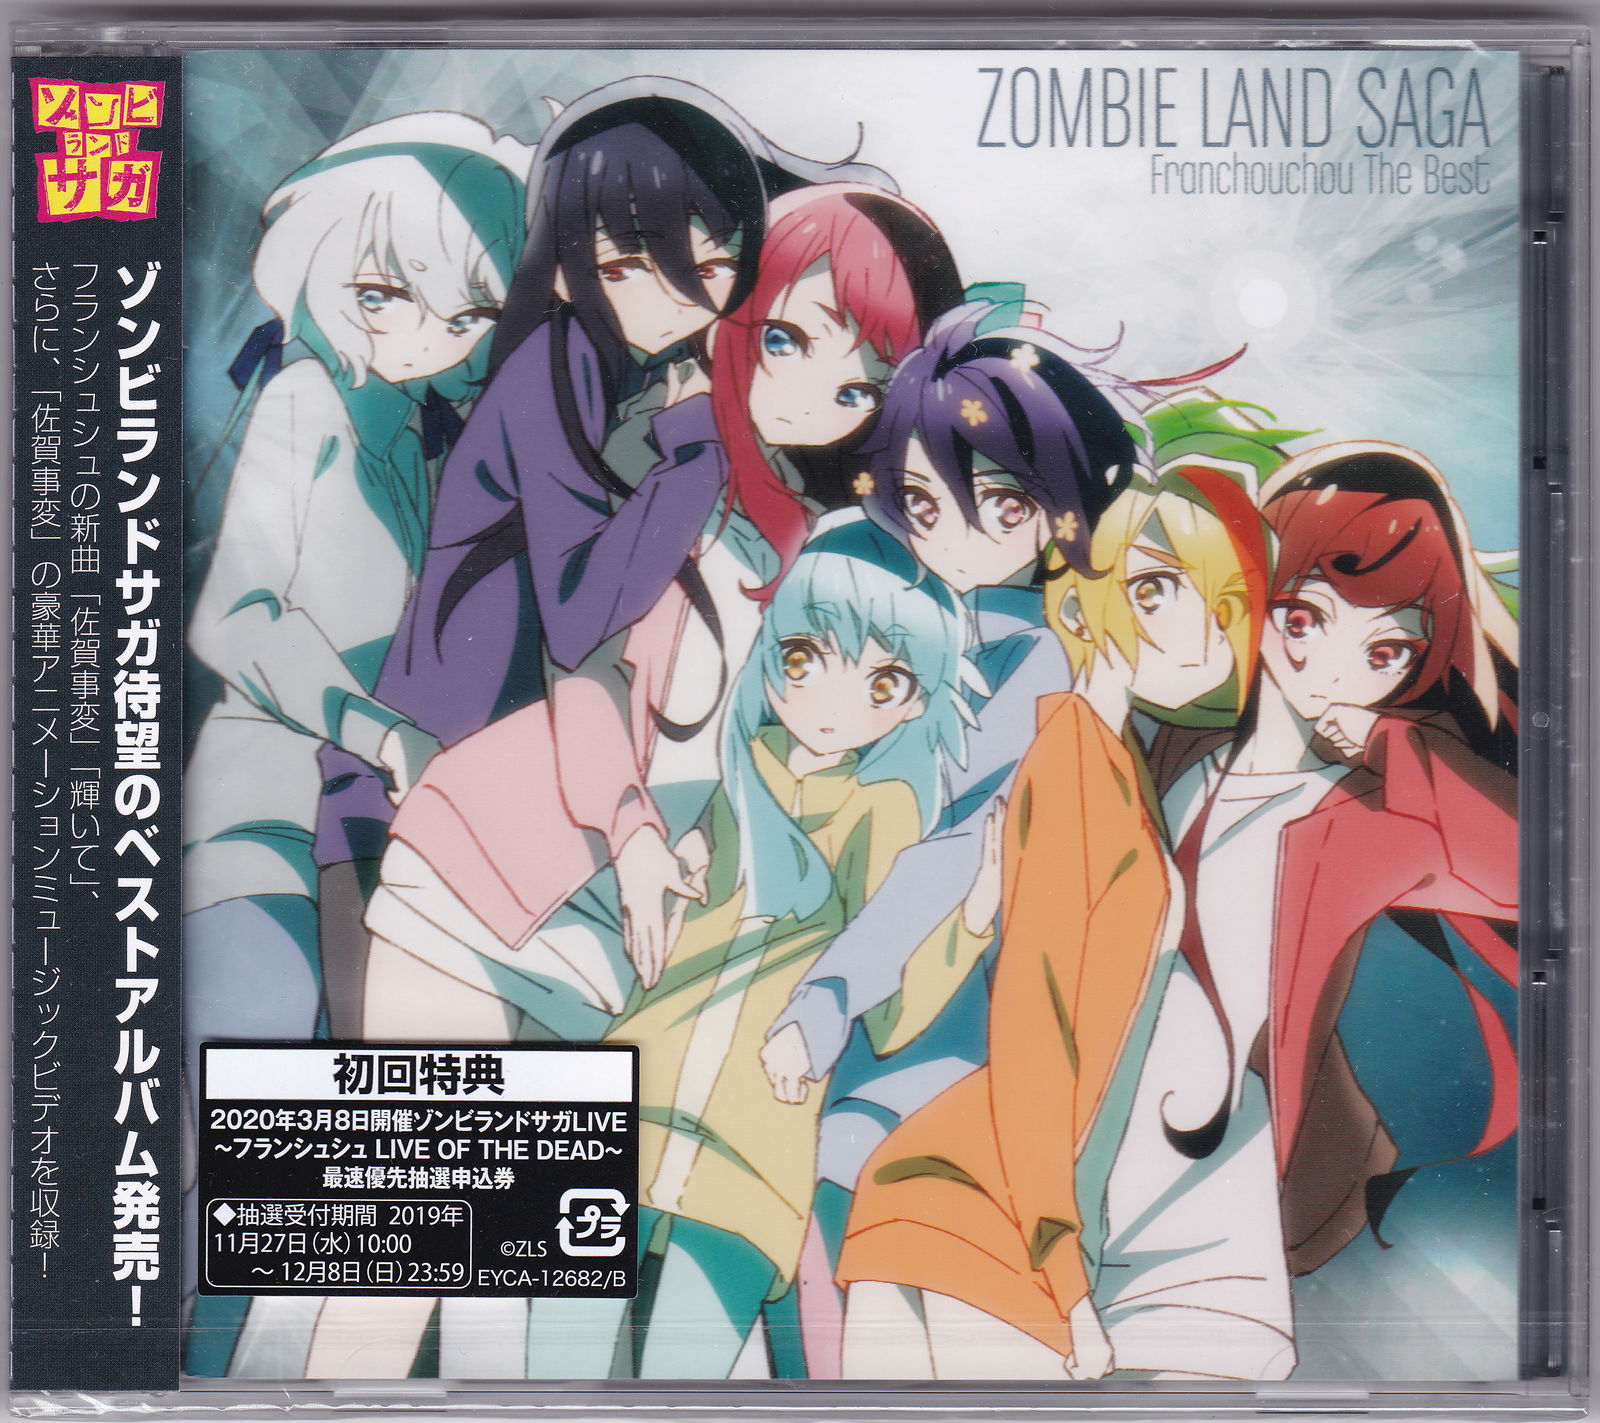 ゾンビ
ランド
サガ
ゾンビランドサガ待望のベストアルバム発売!
フランシュシュの新曲「佐賀事変」「輝いて」、
さらに、「佐賀事変」の豪華アニメーションミュージックビデオを収録!
ZOMBIE LAND SAGA
Franchouchou The Best
初回特典
2020年3月8日開催ゾンビランドサガLIVE
～フランシュシュ LIVE OF THE DEAD～
最速優先抽選申込券
◆抽選受付期間 2019年
11月27日(水)10:00
～ 12月8日(日)23:59
プラ
©ZLS
EYCA-12682/B